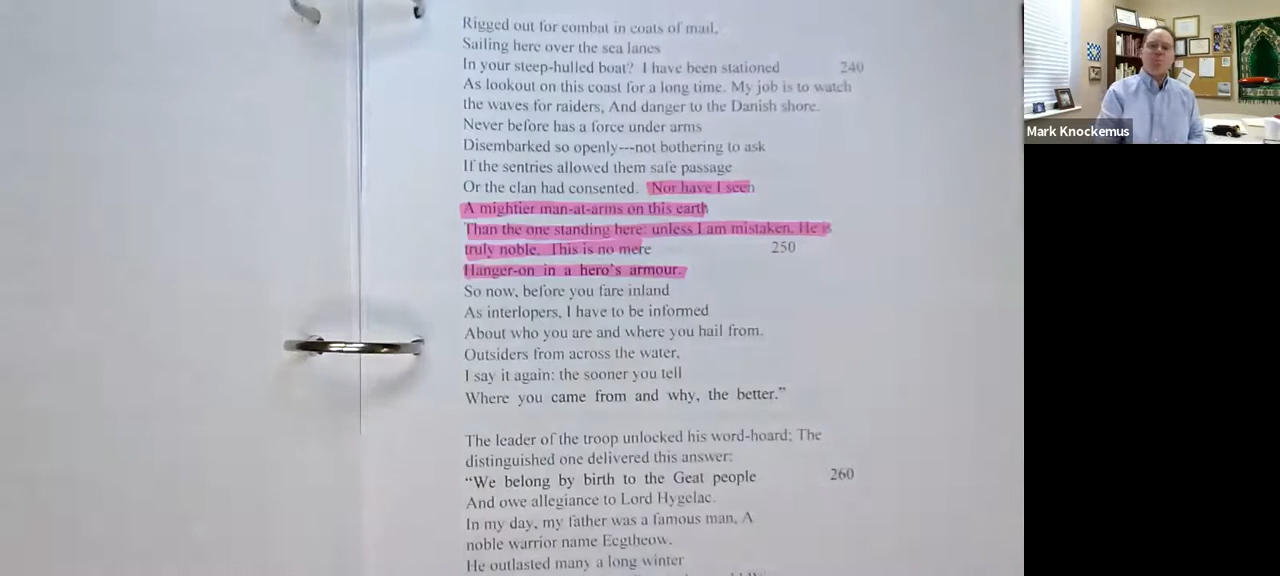 Rigged out for combat in coats of mail,
Sailing here over the sea lanes
In your steep-hulled boat? I have been stationed 240
As lookout on this coast for a long time. My job is to watch
the waves for raiders, And danger to the Danish shore.
Never before has a force under arms
Disembarked so openly---not bothering to ask
If the sentries allowed them safe passage
Or the clan had consented. Nor have I seen
A mightier man-at-arms on this earth
Than the one standing here: unless I am mistaken. He is
truly noble. This is no mere 250
Hanger-on in a hero's armour.
So now, before you fare inland
As interlopers, I have to be informed
About who you are and where you hail from.
Outsiders from across the water,
I say it again: the sooner you tell
Where you came from and why, the better.”
The leader of the troop unlocked his word-hoard; The
distinguished one delivered this answer:
“We belong by birth to the Geat people 260
And owe allegiance to Lord Hygelac.
In my day, my father was a famous man, A
noble warrior name Ecgtheow.
He outlasted many a long winter
Mark Knockemus